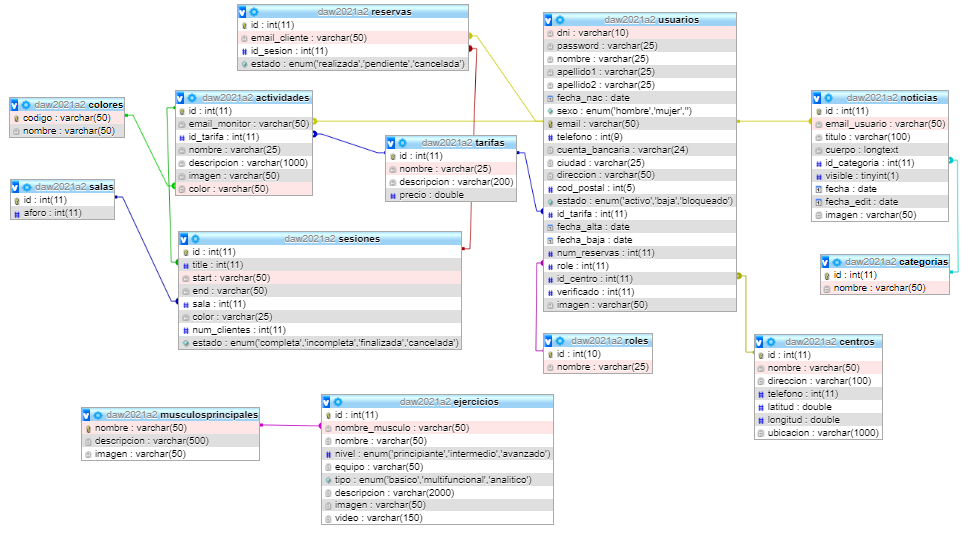 daw2021a2 reservas
id : int(11)
email_cliente : varchar(50)
id_sesion : int(11)
estado : enum('realizada','pendiente','cancelada')
daw2021a2 usuarios
dni : varchar(10)
password : varchar(25)
nombre : varchar(25)
apellido1 : varchar(25)
apellido2 : varchar(25)
fecha_nac : date
sexo : enum('hombre','mujer','')
email : varchar(50)
telefono : int(9)
cuenta_bancaria : varchar(24)
ciudad : varchar(25)
direccion : varchar(50)
cod_postal : int(5)
estado : enum('activo','baja','bloqueado')
id_tarifa : int(11)
fecha_alta : date
fecha_baja : date
num_reservas : int(11)
role : int(11)
id_centro : int(11)
verificado : int(11)
imagen : varchar(50)
daw2021a2 colores
codigo : varchar(50)
nombre : varchar(50)
daw2021a2 actividades
id : int(11)
email_monitor : varchar(50)
id_tarifa : int(11)
nombre : varchar(25)
descripcion : varchar(1000)
imagen : varchar(50)
color : varchar(50)
daw2021a2 noticias
id : int(11)
email_usuario : varchar(50)
titulo : varchar(100)
cuerpo : longtext
id_categoria : int(11)
visible : tinyint(1)
fecha : date
fecha_edit : date
imagen : varchar(50)
daw2021a2 tarifas
id : int(11)
nombre : varchar(25)
descripcion : varchar(200)
precio : double
daw2021a2 salas
id : int(11)
aforo : int(11)
daw2021a2 sesiones
id : int(11)
title : int(11)
start : varchar(50)
end : varchar(50)
sala : int(11)
color : varchar(25)
num_clientes : int(11)
estado : enum('completa','incompleta','finalizada','cancelada')
daw2021a2 categorias
id : int(11)
nombre : varchar(50)
daw2021a2 roles
id : int(10)
nombre : varchar(25)
daw2021a2 centros
id : int(11)
nombre : varchar(50)
direccion : varchar(100)
telefono : int(11)
latitud : double
longitud : double
ubicacion : varchar(1000)
daw2021a2 musculosprincipales
nombre : varchar(50)
descripcion : varchar(500)
imagen : varchar(50)
daw2021a2 ejercicios
id : int(11)
nombre_musculo : varchar(50)
nombre : varchar(50)
nivel : enum('principiante','intermedio','avanzado')
equipo : varchar(50)
tipo : enum('basico','multifuncional','analitico')
descripcion : varchar(2000)
imagen : varchar(50)
video : varchar(150)